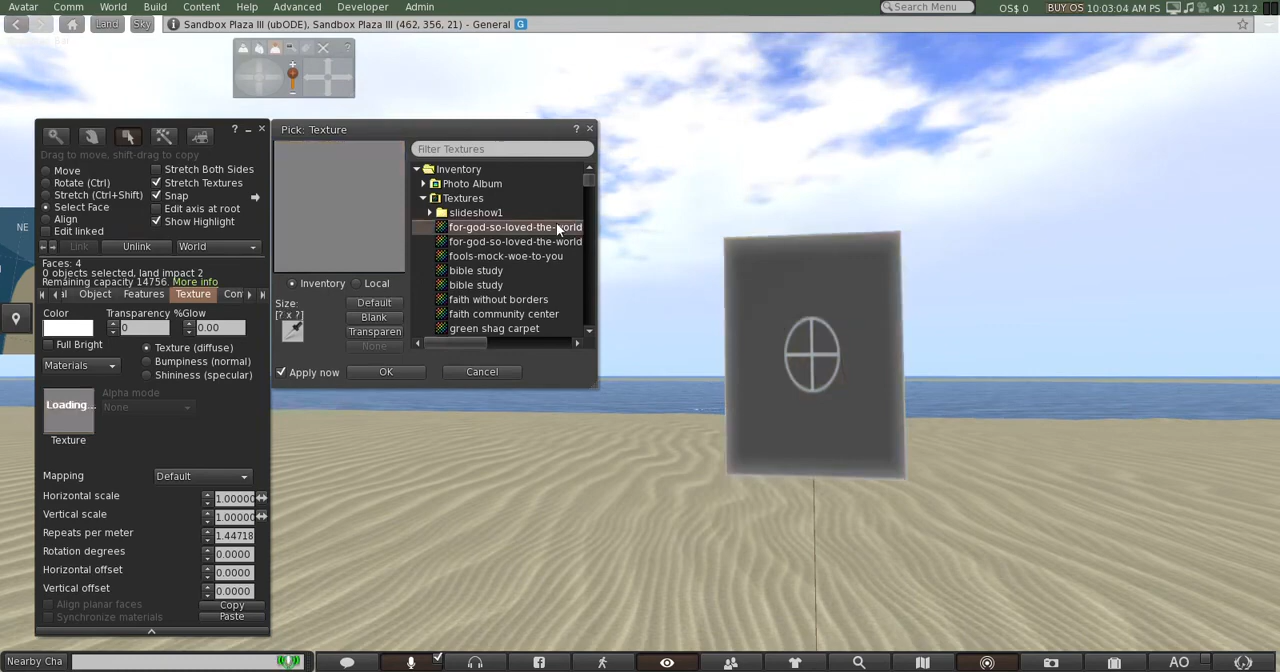 Avatar Comm World Build Content Help Advanced Developer Admin Search Menu OS$ 0 BUY OS 10:03:04 AM PS 121.2
Land Sky Sandbox Plaza III (ubODE), Sandbox Plaza III (462, 356, 21) - General G
Pick: Texture
Filter Textures
Inventory
Photo Album
Textures
slideshow1
for-god-so-loved-the-world
for-god-so-loved-the-world
fools-mock-woe-to-you
bible study
bible study
faith without borders
faith community center
green shag carpet
Inventory Local
Size:
[? x ?]
Default
Blank
Transparen
None
Apply now OK Cancel
Drag to move, shift-drag to copy
Move
Rotate (Ctrl)
Stretch (Ctrl+Shift)
Select Face
Align
Edit linked
Stretch Both Sides
Stretch Textures
Snap
Edit axis at root
Show Highlight
Link Unlink World
Faces: 4
0 objects selected, land impact 2
Remaining capacity 14756. More info
al Object Features Texture Con
Color Transparency % Glow
0 0.00
Full Bright
Materials
Texture (diffuse)
Bumpiness (normal)
Shininess (specular)
Loading...
Texture
Alpha mode
None
Mapping Default
Horizontal scale 1.00000
Vertical scale 1.00000
Repeats per meter 1.44718
Rotation degrees 0.0000
Horizontal offset 0.0000
Vertical offset 0.0000
Align planar faces Copy
Synchronize materials Paste
NE
Nearby Cha
AO